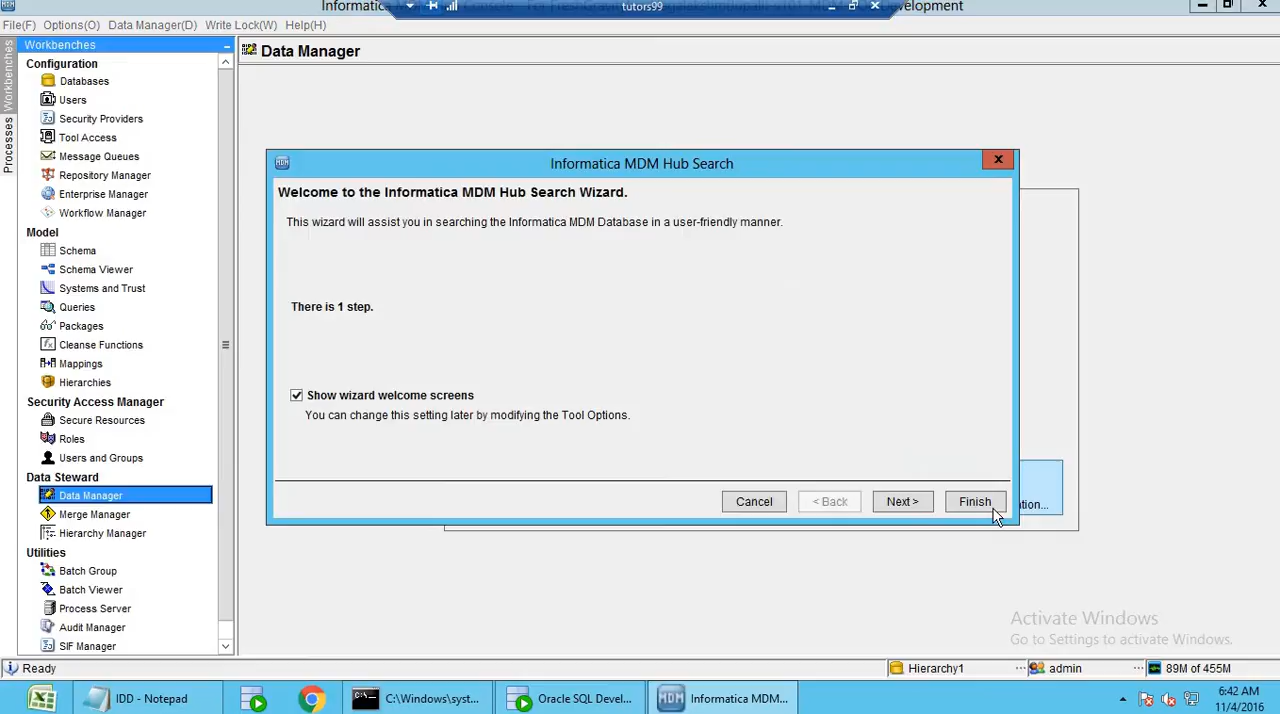 Informatica
tutors99
Development
File(F) Options(O) Data Manager(D) Write Lock(W) Help(H)
Workbenches
Processes
Workbenches
Configuration
Databases
Users
Security Providers
Tool Access
Message Queues
Repository Manager
Enterprise Manager
Workflow Manager
Model
Schema
Schema Viewer
Systems and Trust
Queries
Packages
Cleanse Functions
Mappings
Hierarchies
Security Access Manager
Secure Resources
Roles
Users and Groups
Data Steward
Data Manager
Merge Manager
Hierarchy Manager
Utilities
Batch Group
Batch Viewer
Process Server
Audit Manager
SIF Manager
Data Manager
MDM Informatica MDM Hub Search
Welcome to the Informatica MDM Hub Search Wizard.
This wizard will assist you in searching the Informatica MDM Database in a user-friendly manner.
There is 1 step.
Show wizard welcome screens
You can change this setting later by modifying the Tool Options.
Cancel < Back Next > Finish
ation...
Activate Windows
Go to Settings to activate Windows.
Ready Hierarchy1 admin 89M of 455M
IDD - Notepad C:\Windows\syst... Oracle SQL Devel... MDM Informatica MDM...
6:42 AM
11/4/2016